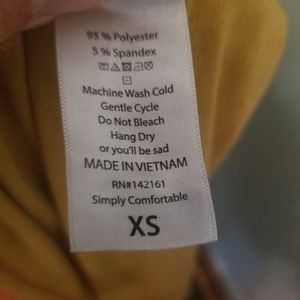 95 % Polyester
5 % Spandex
Machine Wash Cold
Gentle Cycle
Do Not Bleach
Hang Dry
or you'll be sad
MADE IN VIETNAM
RN#142161
Simply Comfortable
XS